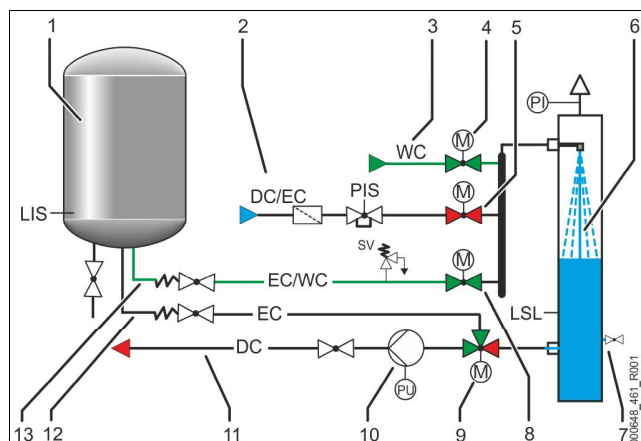 1
2
3
4
5
6
PI
M
WC
M
DC/EC
PIS
LIS
SV
M
EC/WC
EC
LSL
DC
M
PU
13
12
11
10
9
8
7
00648_461_R001